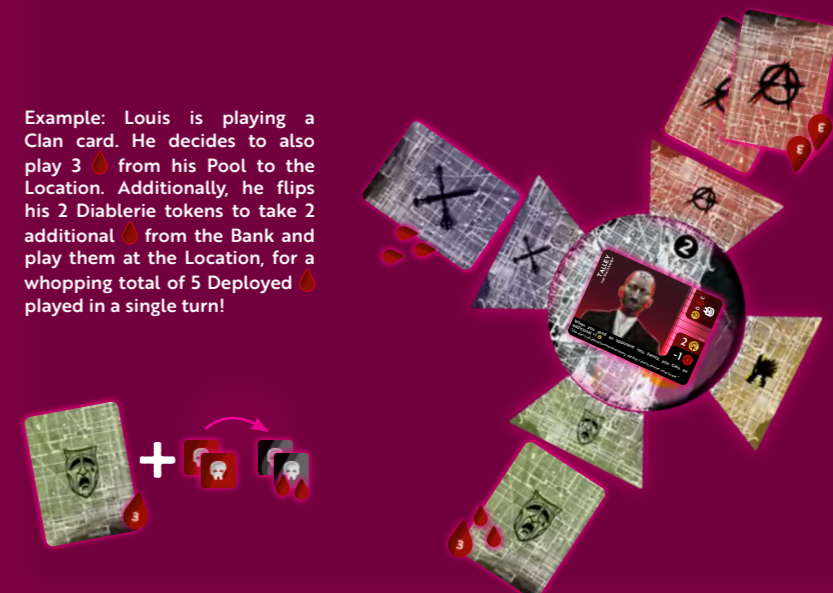 Example: Louis is playing a
Clan card. He decides to also
play 3 from his Pool to the
Location. Additionally, he flips
his 2 Diablerie tokens to take 2
additional from the Bank and
play them at the Location, for a
whopping total of 5 Deployed
played in a single turn!
3
3
3
2
TALLEY
2
-1
3